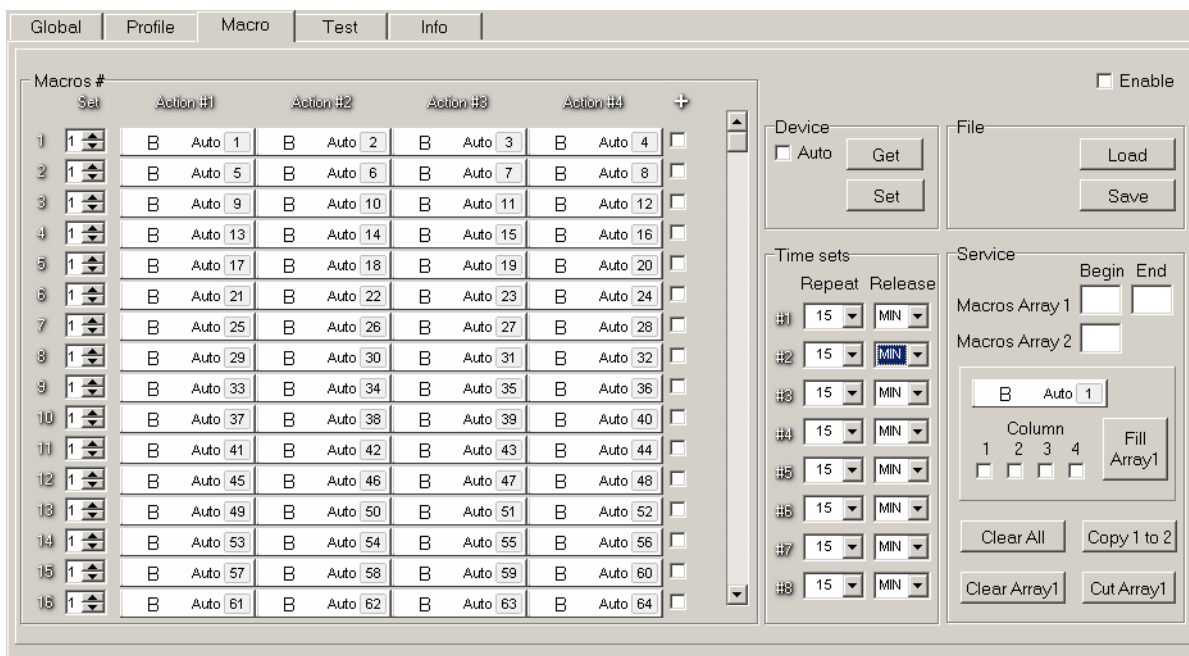 Global Profile Macro Test Info
Macros #
Set Action #1 Action #2 Action #3 Action #4 +
1 1 B Auto 1 B Auto 2 B Auto 3 B Auto 4
2 1 B Auto 5 B Auto 6 B Auto 7 B Auto 8
3 1 B Auto 9 B Auto 10 B Auto 11 B Auto 12
4 1 B Auto 13 B Auto 14 B Auto 15 B Auto 16
5 1 B Auto 17 B Auto 18 B Auto 19 B Auto 20
6 1 B Auto 21 B Auto 22 B Auto 23 B Auto 24
7 1 B Auto 25 B Auto 26 B Auto 27 B Auto 28
8 1 B Auto 29 B Auto 30 B Auto 31 B Auto 32
9 1 B Auto 33 B Auto 34 B Auto 35 B Auto 36
10 1 B Auto 37 B Auto 38 B Auto 39 B Auto 40
11 1 B Auto 41 B Auto 42 B Auto 43 B Auto 44
12 1 B Auto 45 B Auto 46 B Auto 47 B Auto 48
13 1 B Auto 49 B Auto 50 B Auto 51 B Auto 52
14 1 B Auto 53 B Auto 54 B Auto 55 B Auto 56
15 1 B Auto 57 B Auto 58 B Auto 59 B Auto 60
16 1 B Auto 61 B Auto 62 B Auto 63 B Auto 64
Enable
Device
Auto Get
Set
File
Load
Save
Time sets
Repeat Release
#1 15 MIN
#2 15 MIN
#3 15 MIN
#4 15 MIN
#5 15 MIN
#6 15 MIN
#7 15 MIN
#8 15 MIN
Service
Begin End
Macros Array 1
Macros Array 2
B Auto 1
Column
1 2 3 4
Fill
Array1
Clear All Copy 1 to 2
Clear Array1 Cut Array1